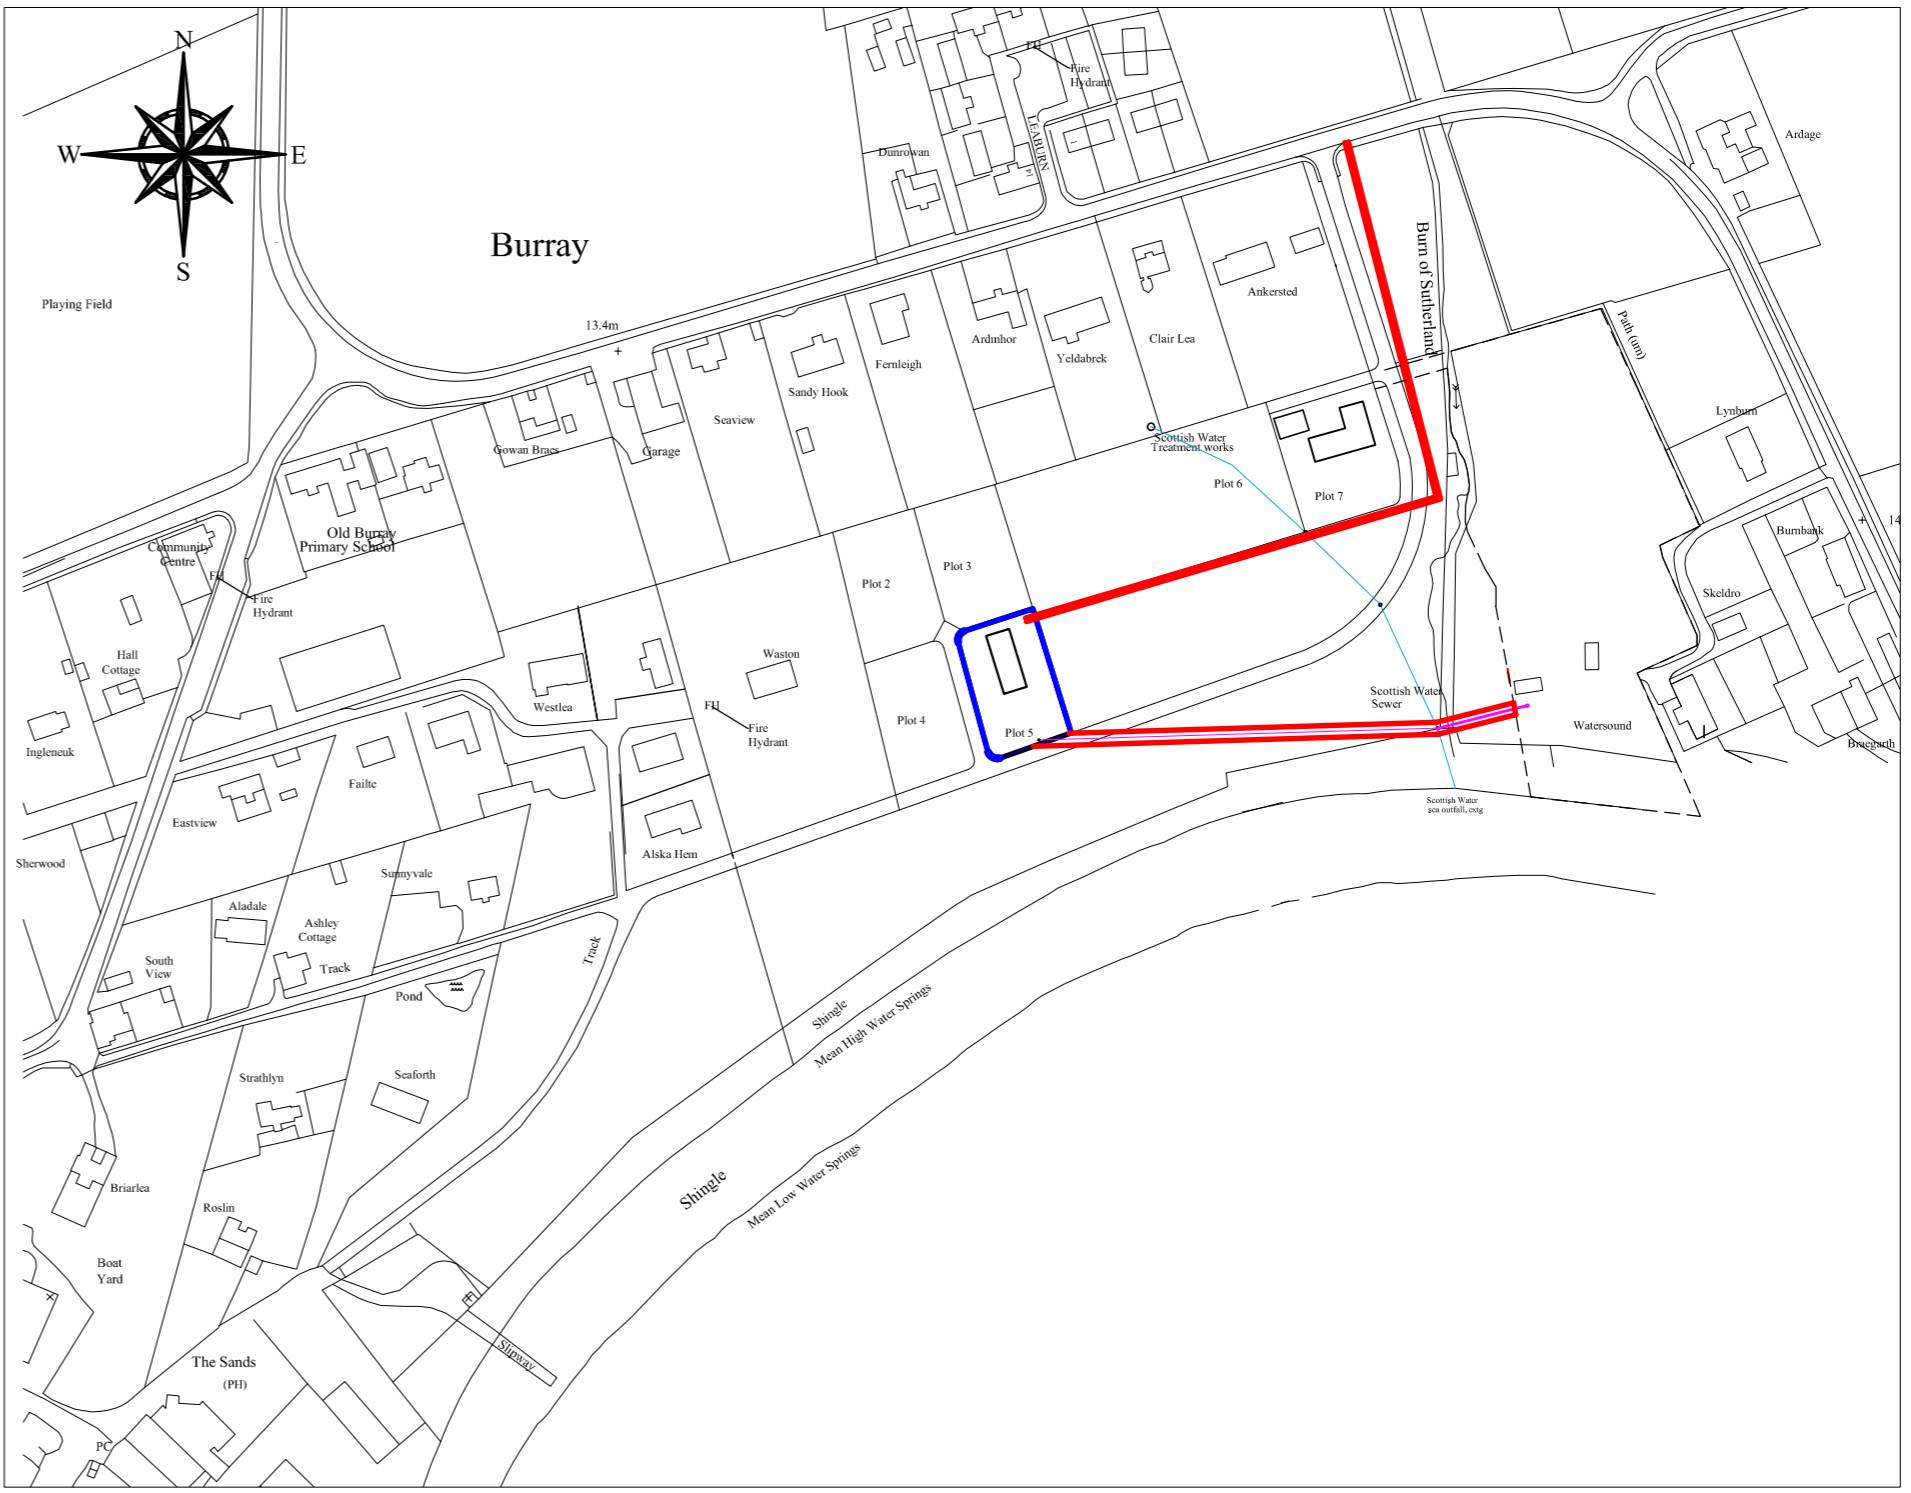 N
FH
Fire
Hydrant
LEABURN
1
14
Ardage
W
E
Dunrowan
Burray
S
Burn of Sutherland
Playing Field
Ankersted
13.4m
+
Path (um)
Ardmhor
Clair Lea
Yeldabrek
Fernleigh
Sandy Hook
Lynburn
Seaview
Gowan Braes
Garage
Scottish Water
Treatment works
Plot 6
Plot 7
Old Burray
Primary School
Community
Centre
FH
Fire
Hydrant
+
14
Burnbank
Plot 3
Plot 2
Skeldro
Hall
Cottage
Waston
Westlea
Scottish Water
Sewer
FH
Fire
Hydrant
Plot 4
Plot 5
Watersound
Braegarth
Ingleneuk
Failte
Scottish Water
sea outfall, extg
Eastview
Alska Hem
Sherwood
Sunnyvale
Aladale
Ashley
Cottage
Track
South
View
Track
Pond
Shingle
Mean High Water Springs
Strathlyn
Seaforth
Briarlea
Shingle
Mean Low Water Springs
Roslin
Boat
Yard
Slipway
The Sands
(PH)
PC